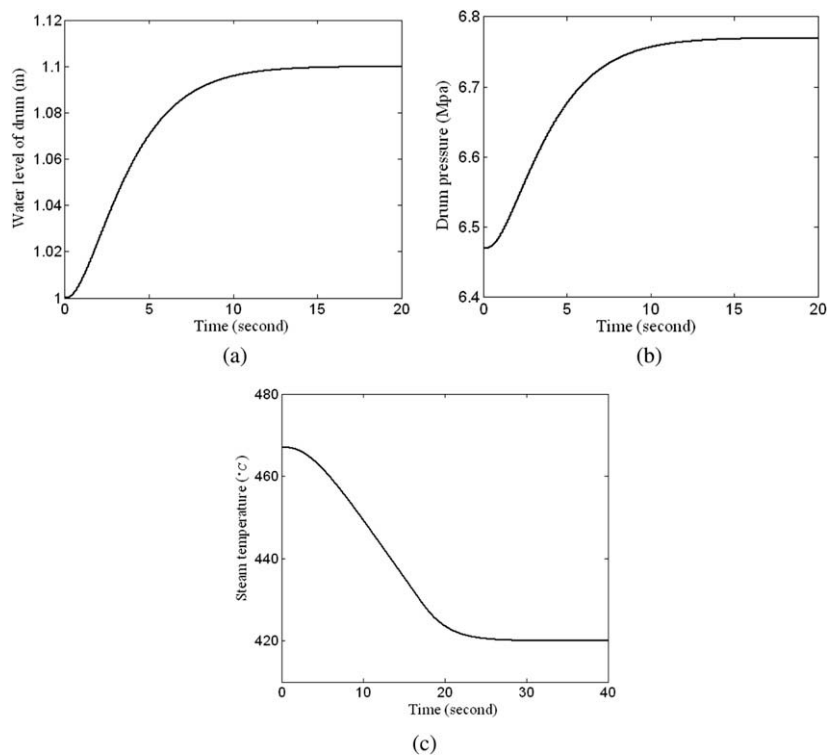 1.12
1.1
1.08
1.06
1.04
1.02
1
0 5 10 15 20
Water level of drum (m)
Time (second)
(a)
6.8
6.7
6.6
6.5
6.4
0 5 10 15 20
Drum pressure (Mpa)
Time (second)
(b)
480
460
440
420
0 10 20 30 40
Steam temperature (°C)
Time (second)
(c)